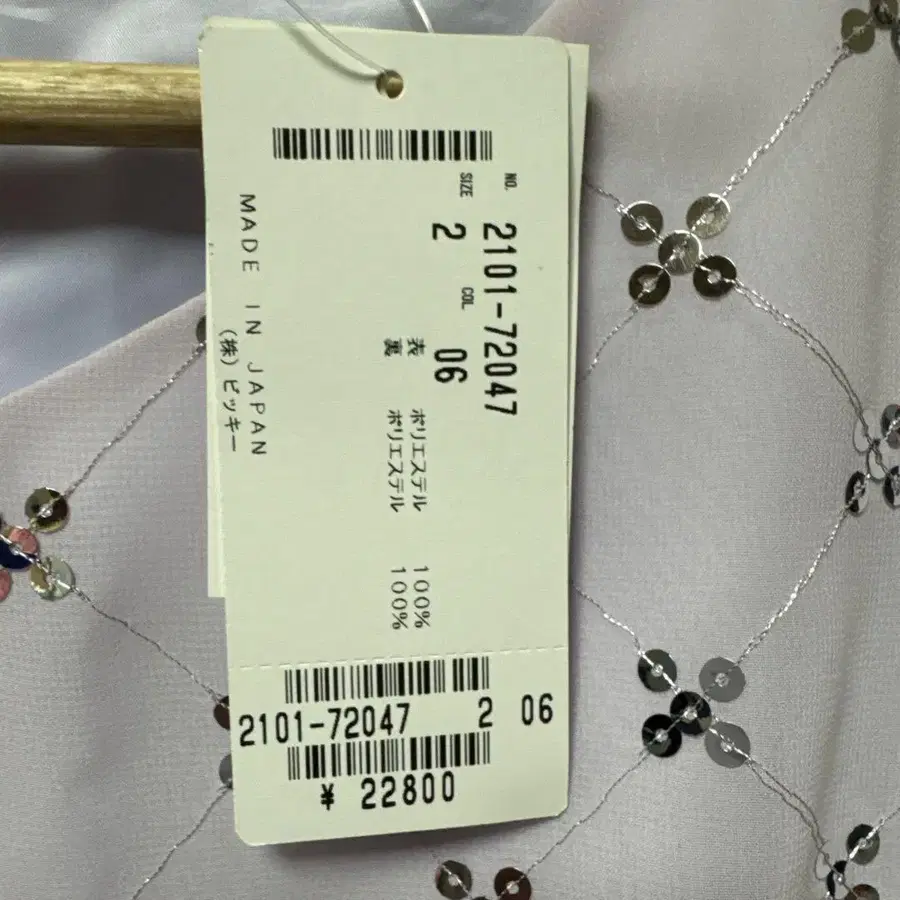 NO. 2101-72047
SIZE 2 COL 06
表 ポリエステル 100%
裏 ポリエステル 100%
MADE IN JAPAN
(株)ビッキー
2101-72047 2 06
¥ 22800